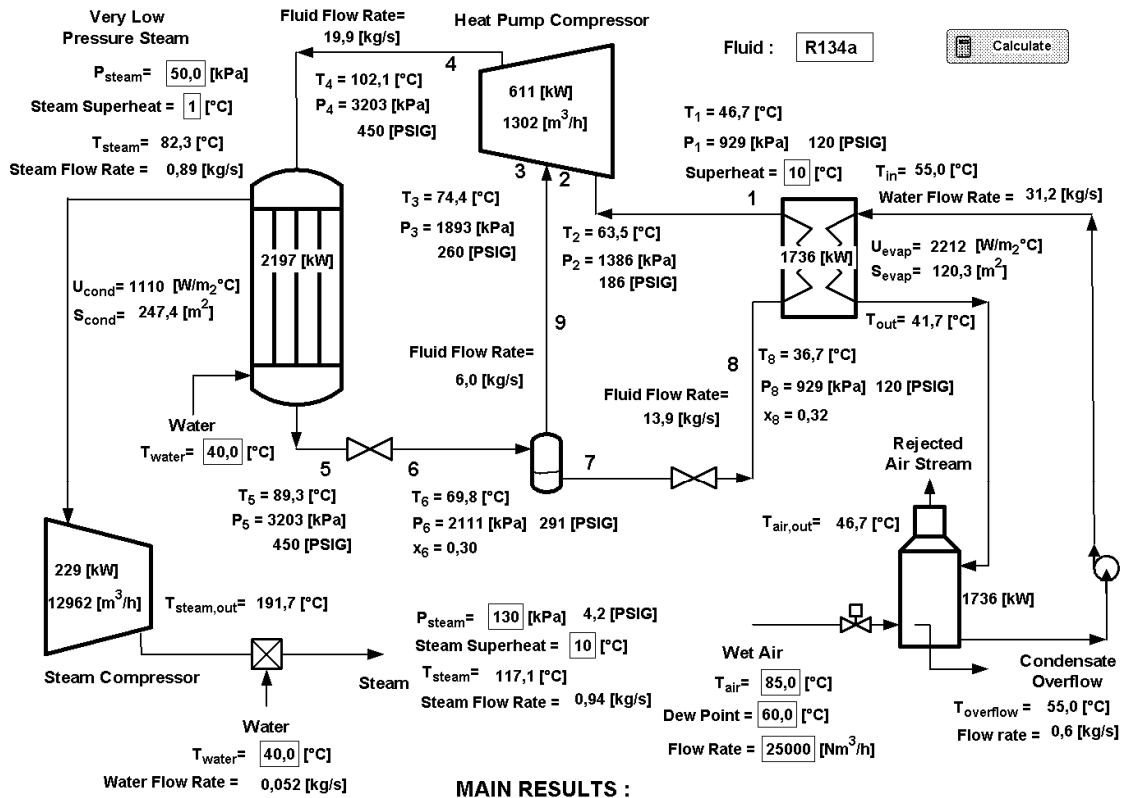 Very Low
Pressure Steam
Psteam= 50,0 [kPa]
Steam Superheat = 1 [°C]
Tsteam= 82,3 [°C]
Steam Flow Rate = 0,89 [kg/s]
Fluid Flow Rate=
19,9 [kg/s]
Heat Pump Compressor
Fluid : R134a
Calculate
4
T4 = 102,1 [°C]
P4 = 3203 [kPa]
450 [PSIG]
611 [kW]
1302 [m3/h]
3
2
T1 = 46,7 [°C]
P1 = 929 [kPa] 120 [PSIG]
Superheat = 10 [°C]
1
Tin= 55,0 [°C]
Water Flow Rate = 31,2 [kg/s]
T3 = 74,4 [°C]
P3 = 1893 [kPa]
260 [PSIG]
T2 = 63,5 [°C]
P2 = 1386 [kPa]
186 [PSIG]
1736 [kW]
Uevap= 2212 [W/m2°C]
Sevap= 120,3 [m2]
Tout= 41,7 [°C]
2197 [kW]
Ucond= 1110 [W/m2°C]
Scond= 247,4 [m2]
9
Fluid Flow Rate=
6,0 [kg/s]
8
T8 = 36,7 [°C]
P8 = 929 [kPa] 120 [PSIG]
x8 = 0,32
Fluid Flow Rate=
13,9 [kg/s]
Water
Twater= 40,0 [°C]
5
6
7
T5 = 89,3 [°C]
P5 = 3203 [kPa]
450 [PSIG]
T6 = 69,8 [°C]
P6 = 2111 [kPa] 291 [PSIG]
x6 = 0,30
Rejected
Air Stream
Tair,out= 46,7 [°C]
1736 [kW]
229 [kW]
12962 [m3/h]
Tsteam,out= 191,7 [°C]
Steam Compressor
Steam
Psteam= 130 [kPa] 4,2 [PSIG]
Steam Superheat = 10 [°C]
Tsteam= 117,1 [°C]
Steam Flow Rate = 0,94 [kg/s]
Wet Air
Tair= 85,0 [°C]
Dew Point = 60,0 [°C]
Flow Rate = 25000 [Nm3/h]
Condensate
Overflow
Toverflow = 55,0 [°C]
Flow rate = 0,6 [kg/s]
Water
Twater= 40,0 [°C]
Water Flow Rate = 0,052 [kg/s]
MAIN RESULTS :